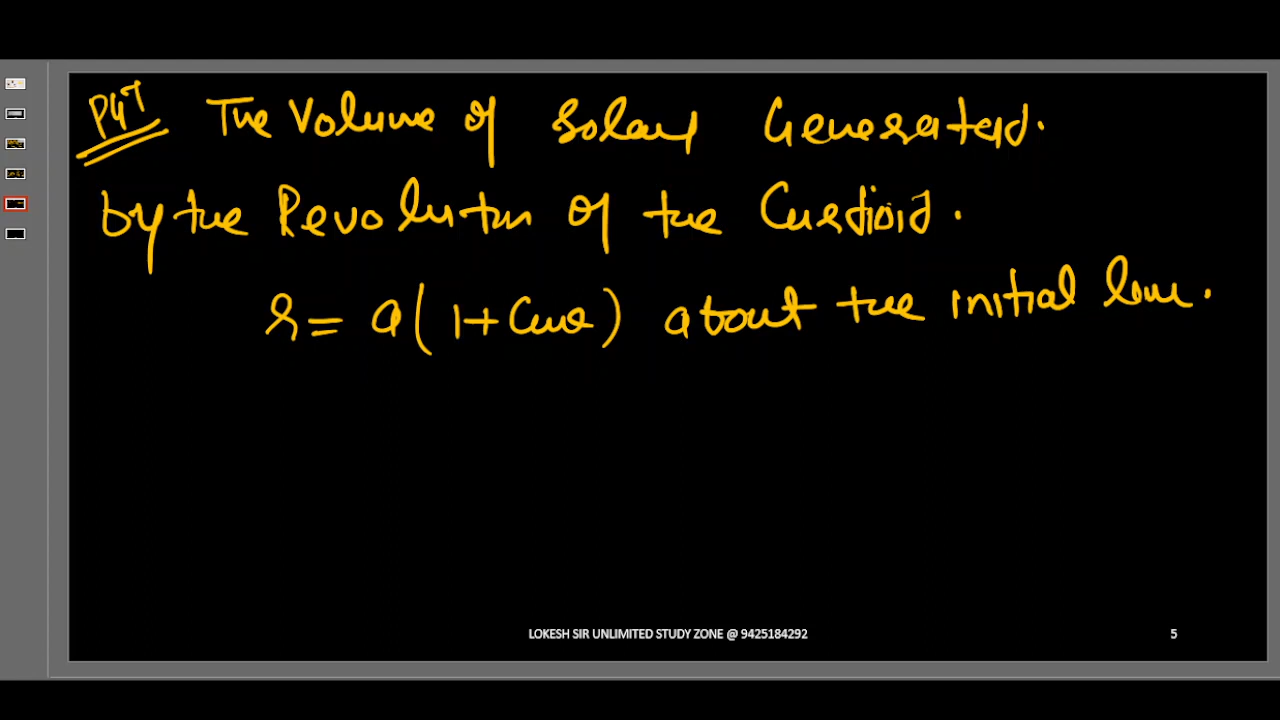 P4T The Volume of Generated.
by the Revolution of the Cardioid.
r = a(1+Cosθ) about the initial line.
LOKESH SIR UNLIMITED STUDY ZONE @ 9425184292
5